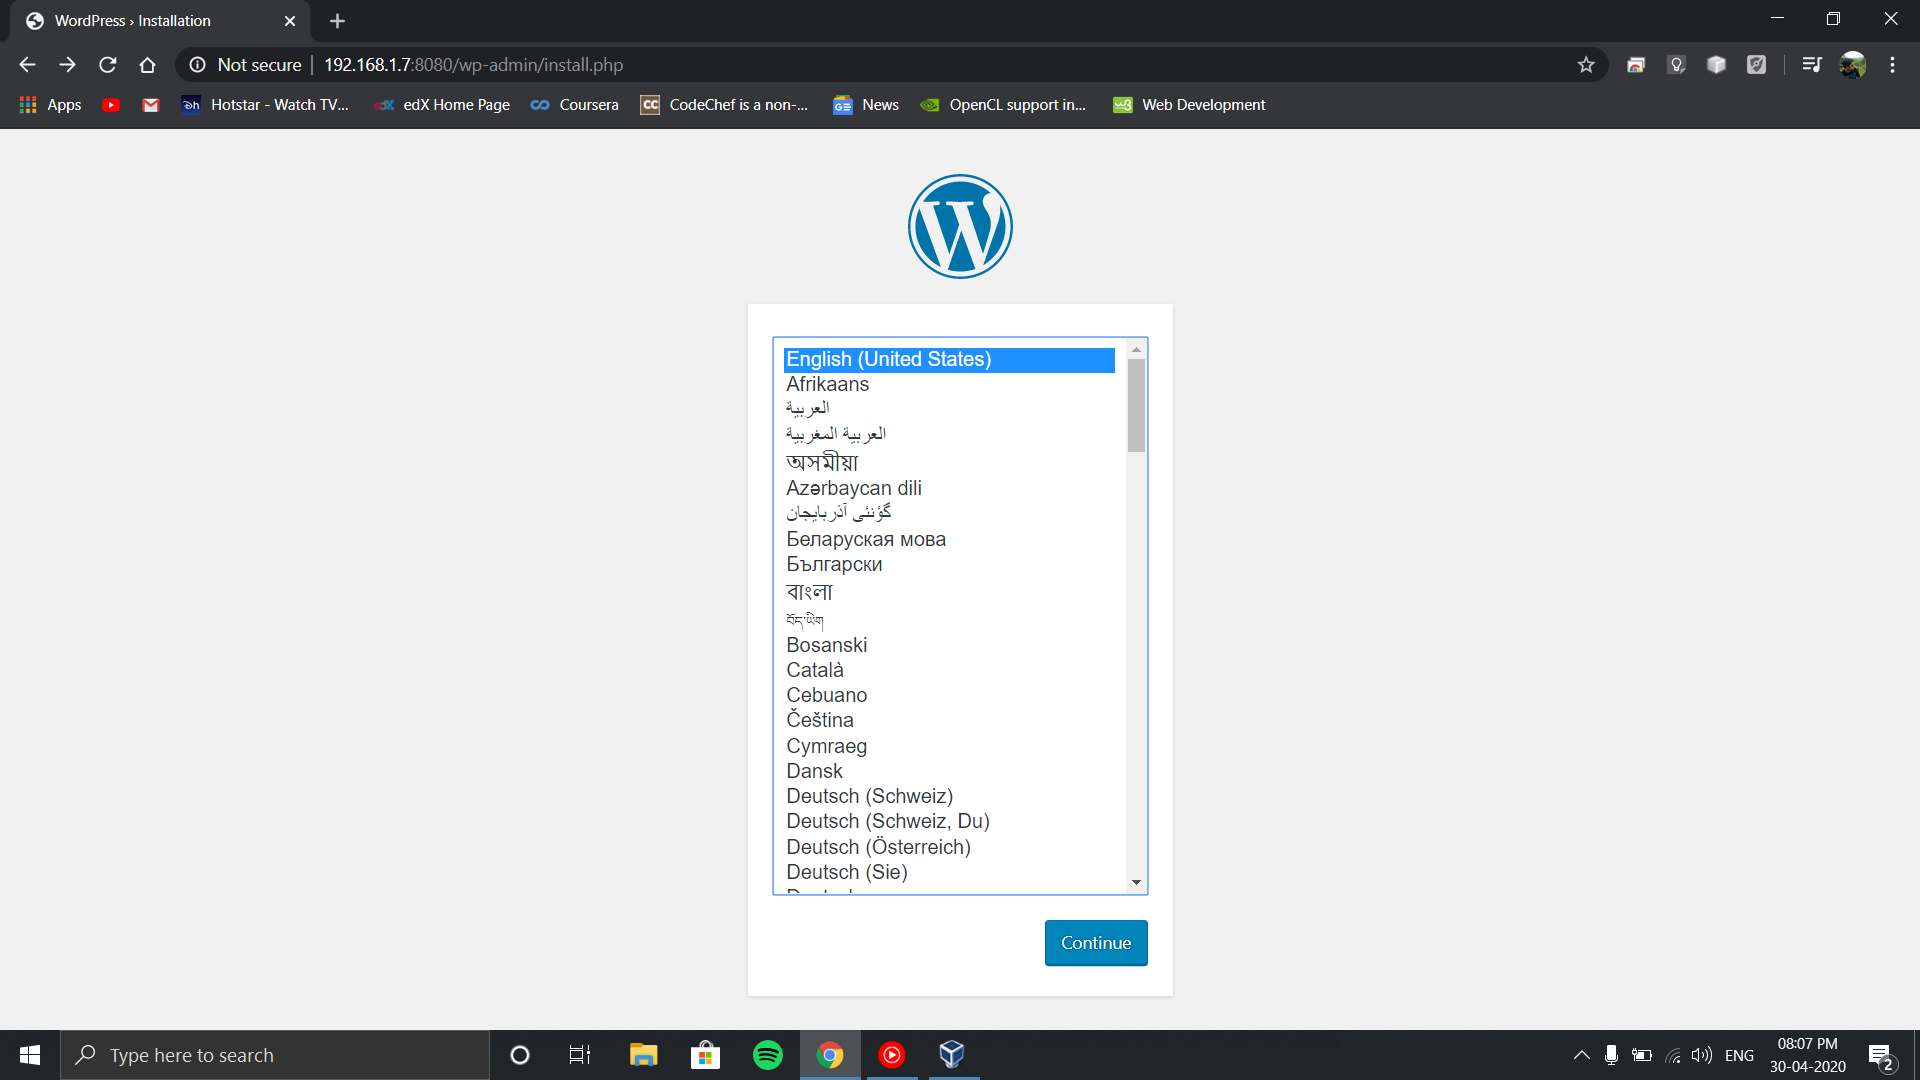 WordPress › Installation
Not secure
192.168.1.7:8080/wp-admin/install.php
Apps
Hotstar - Watch TV...
edX Home Page
Coursera
CC
CodeChef is a non-...
GE
News
OpenCL support in...
Web Development
W
English (United States)
Afrikaans
العربية
العربية المغربية
অসমীয়া
Azərbaycan dili
گؤنئی آذربایجان
Беларуская мова
Български
বাংলা
བོད་ཡིག
Bosanski
Català
Cebuano
Čeština
Cymraeg
Dansk
Deutsch (Schweiz)
Deutsch (Schweiz, Du)
Deutsch (Österreich)
Deutsch (Sie)
Continue
Type here to search
ENG
08:07 PM
30-04-2020
2